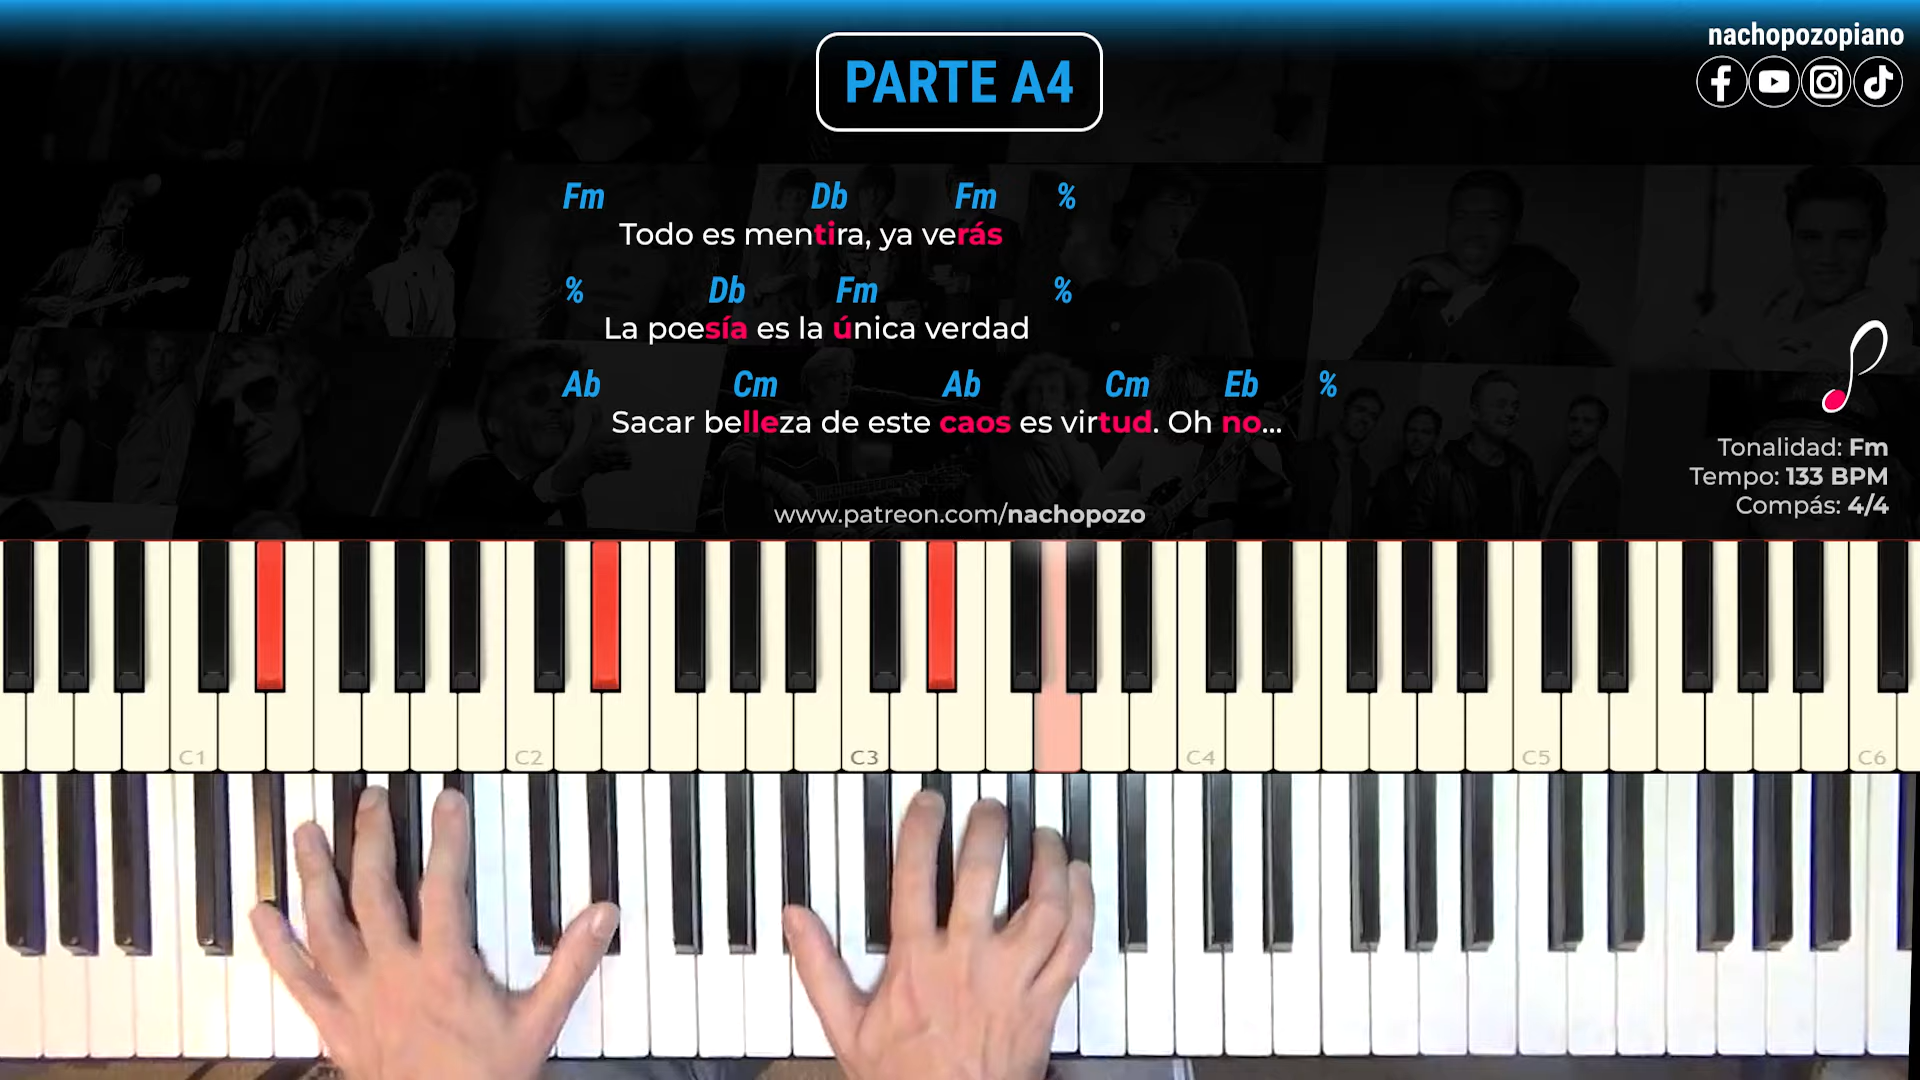 nachopozopiano
PARTE A4
Fm Db Fm %
Todo es mentira, ya verás
% Db Fm %
La poesía es la única verdad
Ab Cm Ab Cm Eb %
Sacar belleza de este caos es virtud. Oh no...
Tonalidad: Fm
Tempo: 133 BPM
Compás: 4/4
www.patreon.com/nachopozo
C1 C2 C3 C4 C5 C6